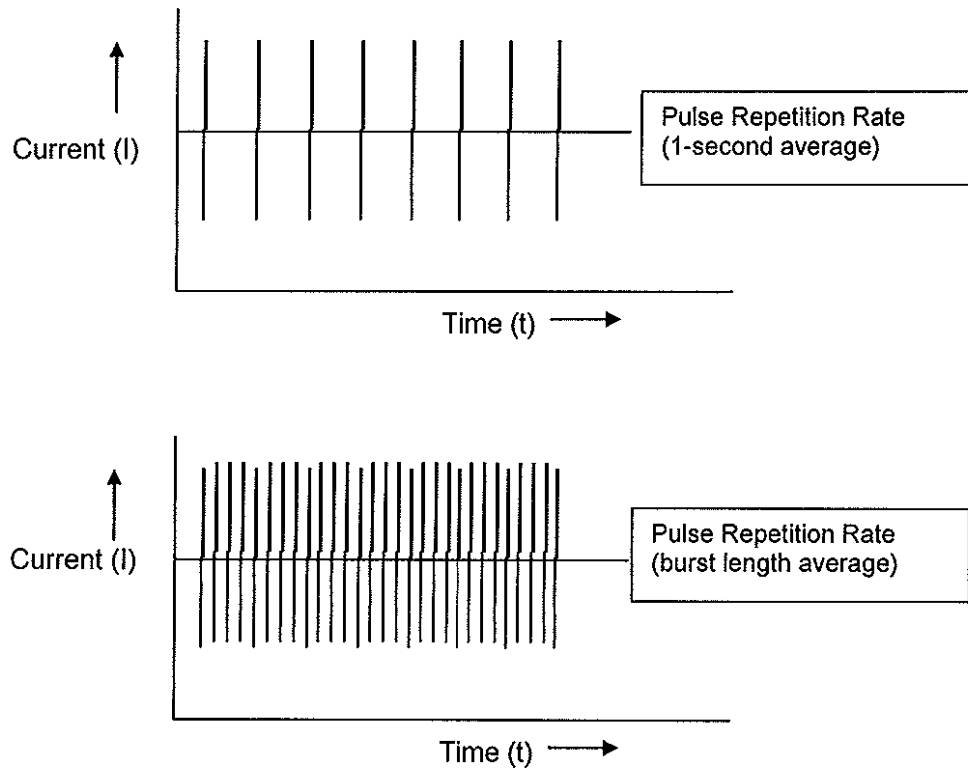 Current (I)
Pulse Repetition Rate
(1-second average)
Time (t)
Current (I)
Pulse Repetition Rate
(burst length average)
Time (t)